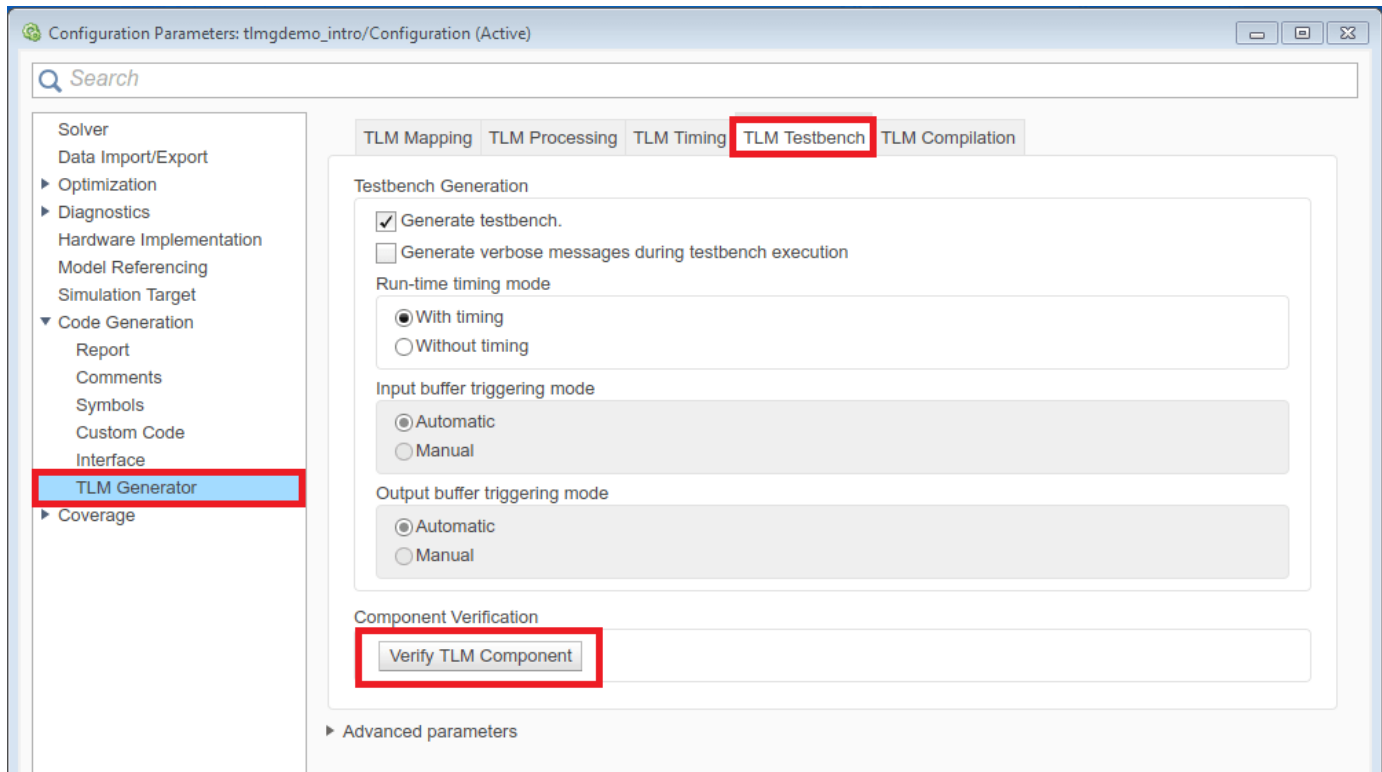 Configuration Parameters: tlmgdemo_intro/Configuration (Active)
Search
Solver
Data Import/Export
Optimization
Diagnostics
Hardware Implementation
Model Referencing
Simulation Target
Code Generation
Report
Comments
Symbols
Custom Code
Interface
TLM Generator
Coverage
TLM Mapping TLM Processing TLM Timing TLM Testbench TLM Compilation
Testbench Generation
Generate testbench.
Generate verbose messages during testbench execution
Run-time timing mode
With timing
Without timing
Input buffer triggering mode
Automatic
Manual
Output buffer triggering mode
Automatic
Manual
Component Verification
Verify TLM Component
Advanced parameters